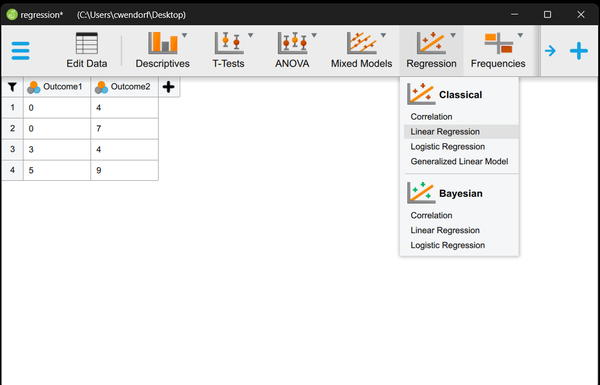 regression* (C:\Users\cwendorf\Desktop)
Edit Data Descriptives T-Tests ANOVA Mixed Models Regression Frequencies
Outcome1 Outcome2
1 0 4
2 0 7
3 3 4
4 5 9
Classical
Correlation
Linear Regression
Logistic Regression
Generalized Linear Model
Bayesian
Correlation
Linear Regression
Logistic Regression